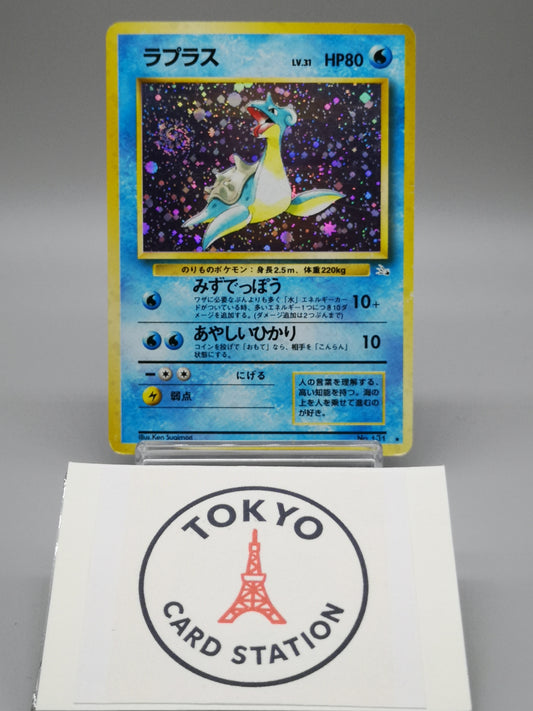 ラプラス LV.31 HP80
のりものポケモン：身長2.5m、体重220kg
みずでっぽう 10+
ワザに必要なぶんよりも多く「水」エネルギーカー
ドがついている時、多いエネルギー1つにつき10ダ
メージを追加する。(ダメージ追加は2つぶんまで)
あやしいひかり 10
コインを投げて「おもて」なら、相手を「こんらん」
状態にする。
にげる
弱点
人の言葉を理解する、
高い知能を持つ。海の
上を人を乗せて進むの
が好き。
Illus. Ken Sugimori No.131 ★
TOKYO
CARD STATION